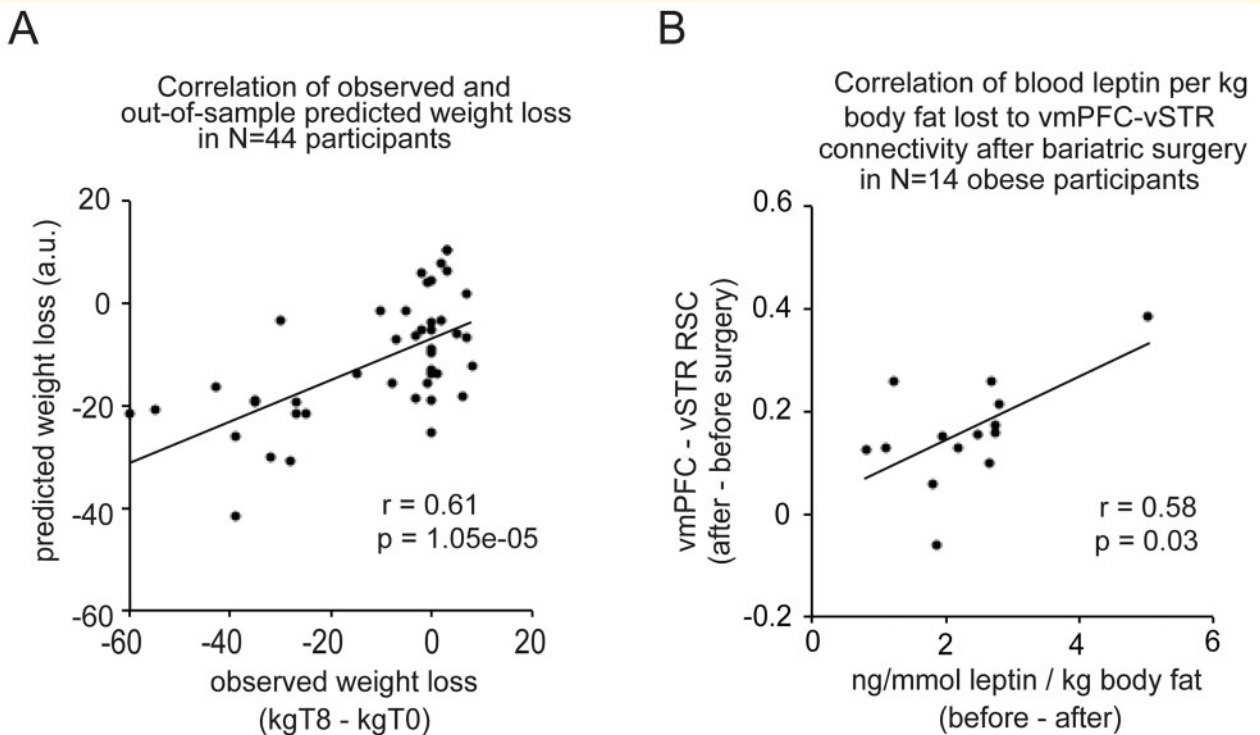 A
Correlation of observed and
out-of-sample predicted weight loss
in N=44 participants
20
0
-20
-40
-60
predicted weight loss (a.u.)
r = 0.61
p = 1.05e-05
-60 -40 -20 0 20
observed weight loss
(kgT8 - kgT0)
B
Correlation of blood leptin per kg
body fat lost to vmPFC-vSTR
connectivity after bariatric surgery
in N=14 obese participants
0.6
0.4
0.2
0
-0.2
vmPFC - vSTR RSC
(after - before surgery)
r = 0.58
p = 0.03
0 2 4 6
ng/mmol leptin / kg body fat
(before - after)